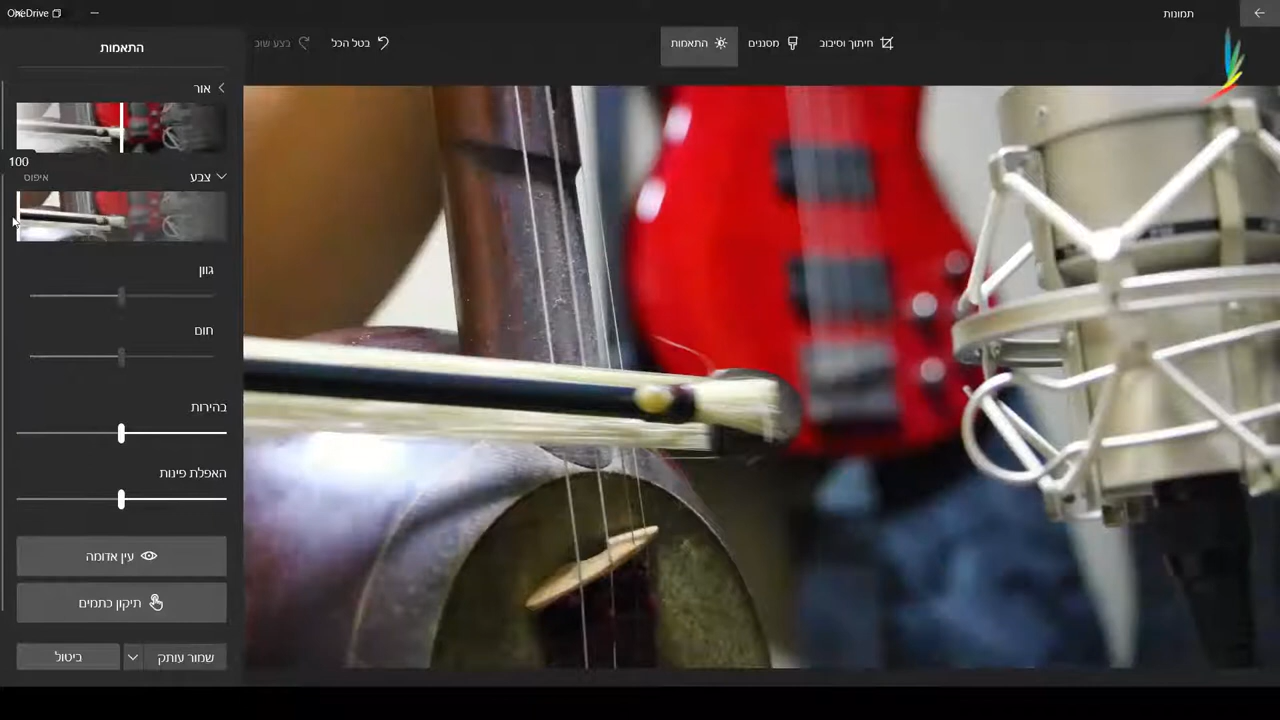 תמונות
OneDrive
חיתוך וסיבוב
מסננים
התאמות
בטל הכל
בצע שוב
התאמות
אור
100
צבע
איפוס
גוון
חום
בהירות
האפלת פינות
עין אדומה
תיקון כתמים
שמור עותק
ביטול